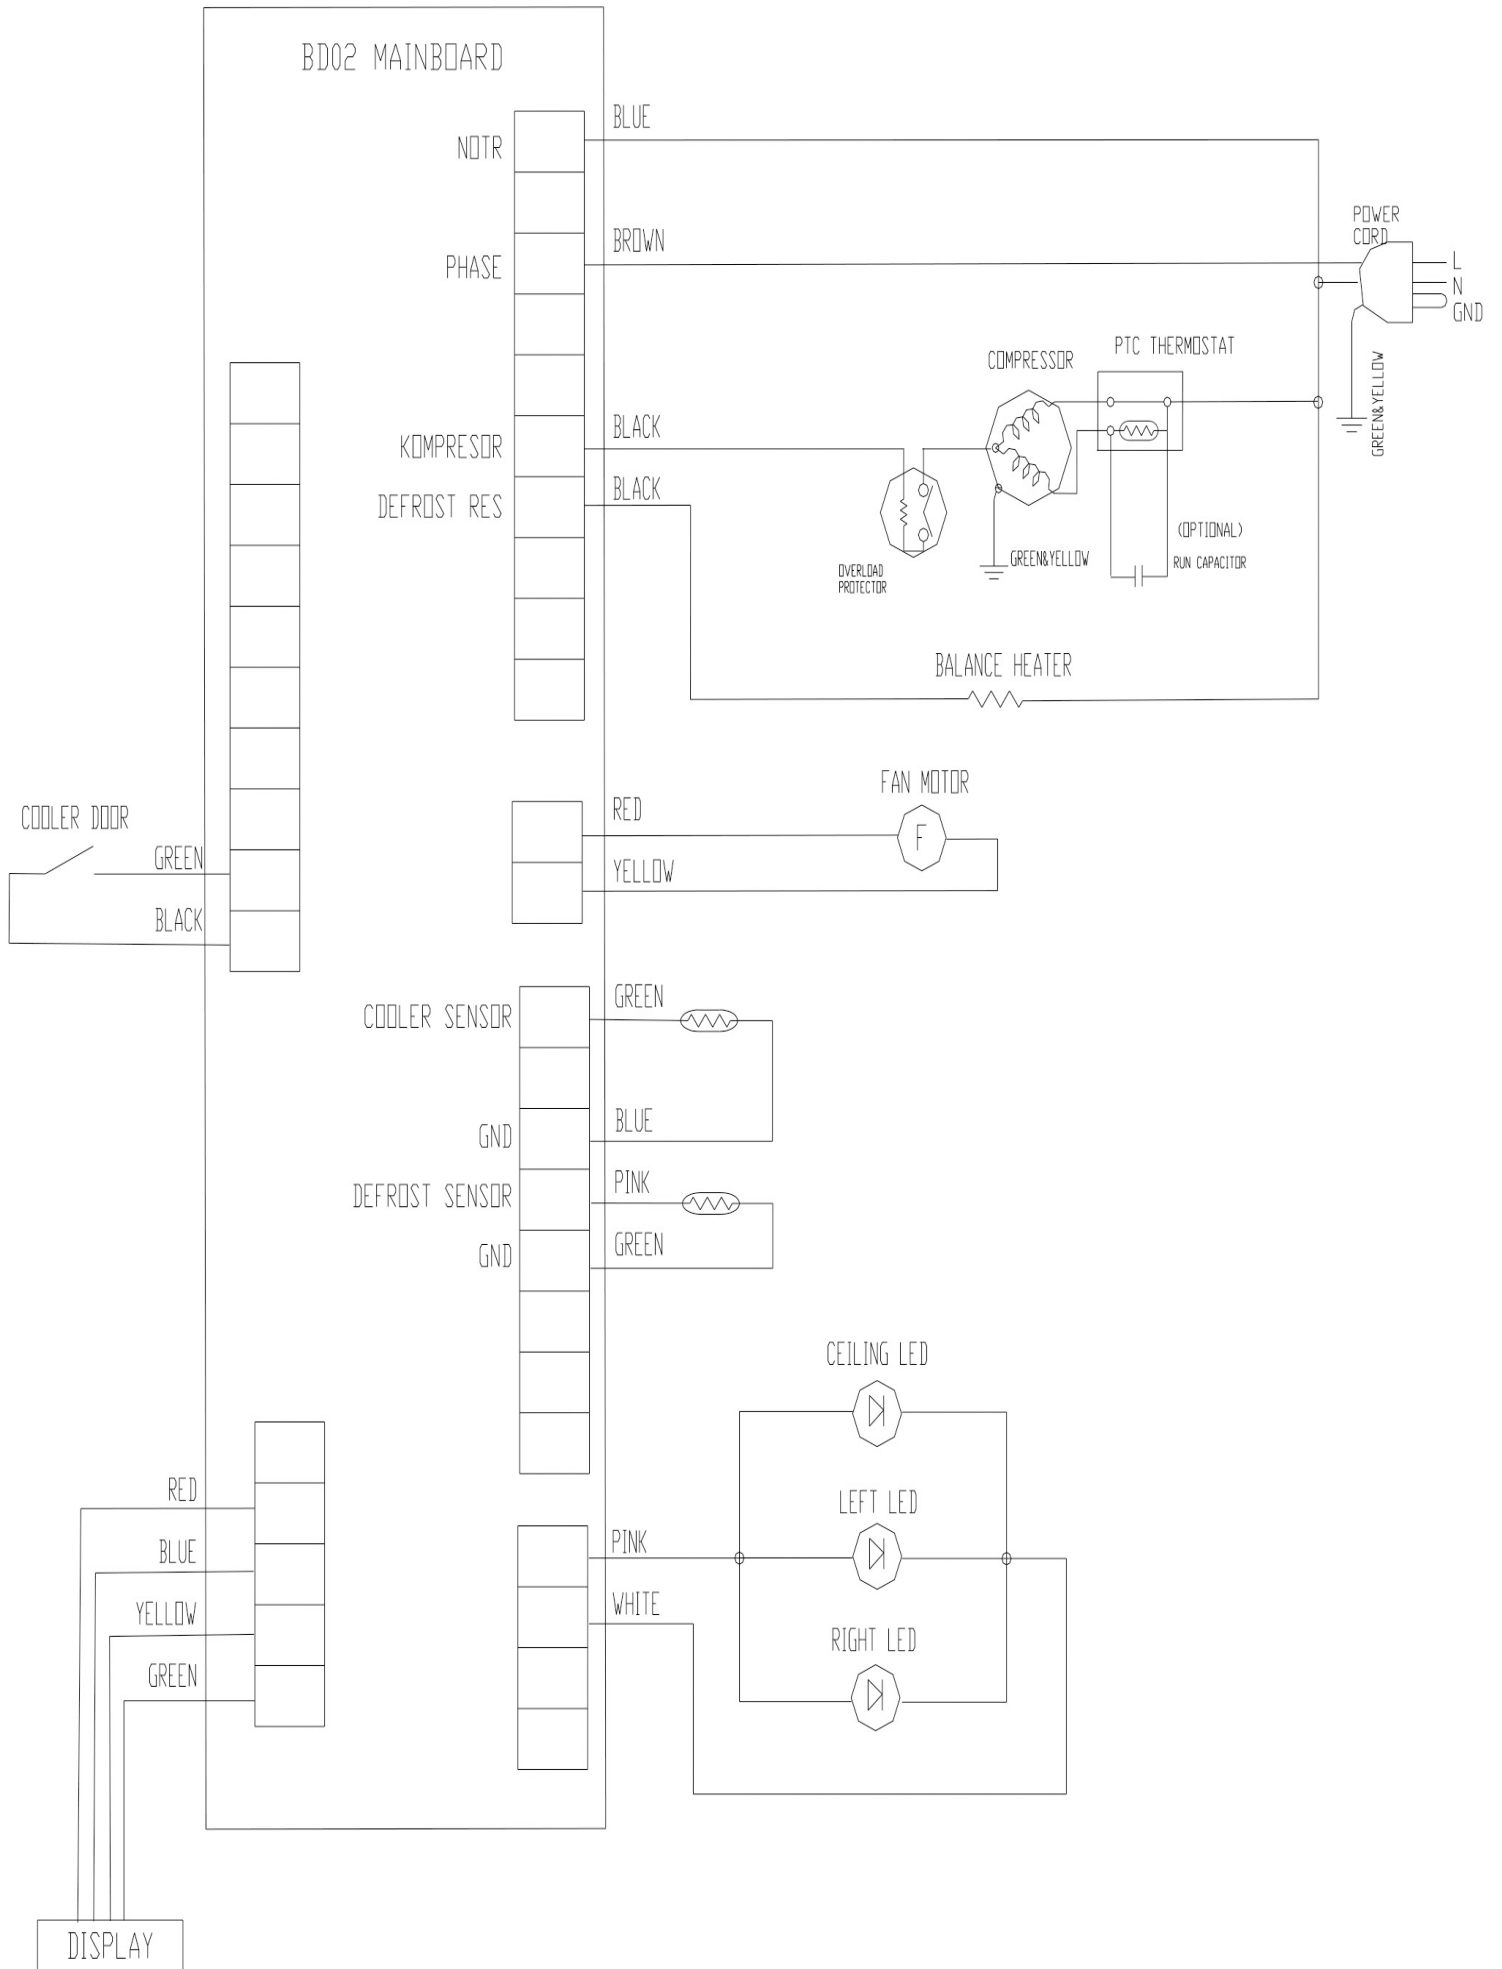 BD02 MAINBOARD
BLUE
NOTR
BROWN
PHASE
POWER
CORD
L
N
GND
GREEN&YELLOW
PTC THERMOSTAT
COMPRESSOR
BLACK
KOMPRESOR
BLACK
DEFROST RES
(OPTIONAL)
RUN CAPACITOR
GREEN&YELLOW
OVERLOAD
PROTECTOR
BALANCE HEATER
FAN MOTOR
F
RED
YELLOW
COOLER DOOR
GREEN
BLACK
GREEN
COOLER SENSOR
BLUE
GND
PINK
DEFROST SENSOR
GREEN
GND
CEILING LED
LEFT LED
RIGHT LED
PINK
WHITE
RED
BLUE
YELLOW
GREEN
DISPLAY